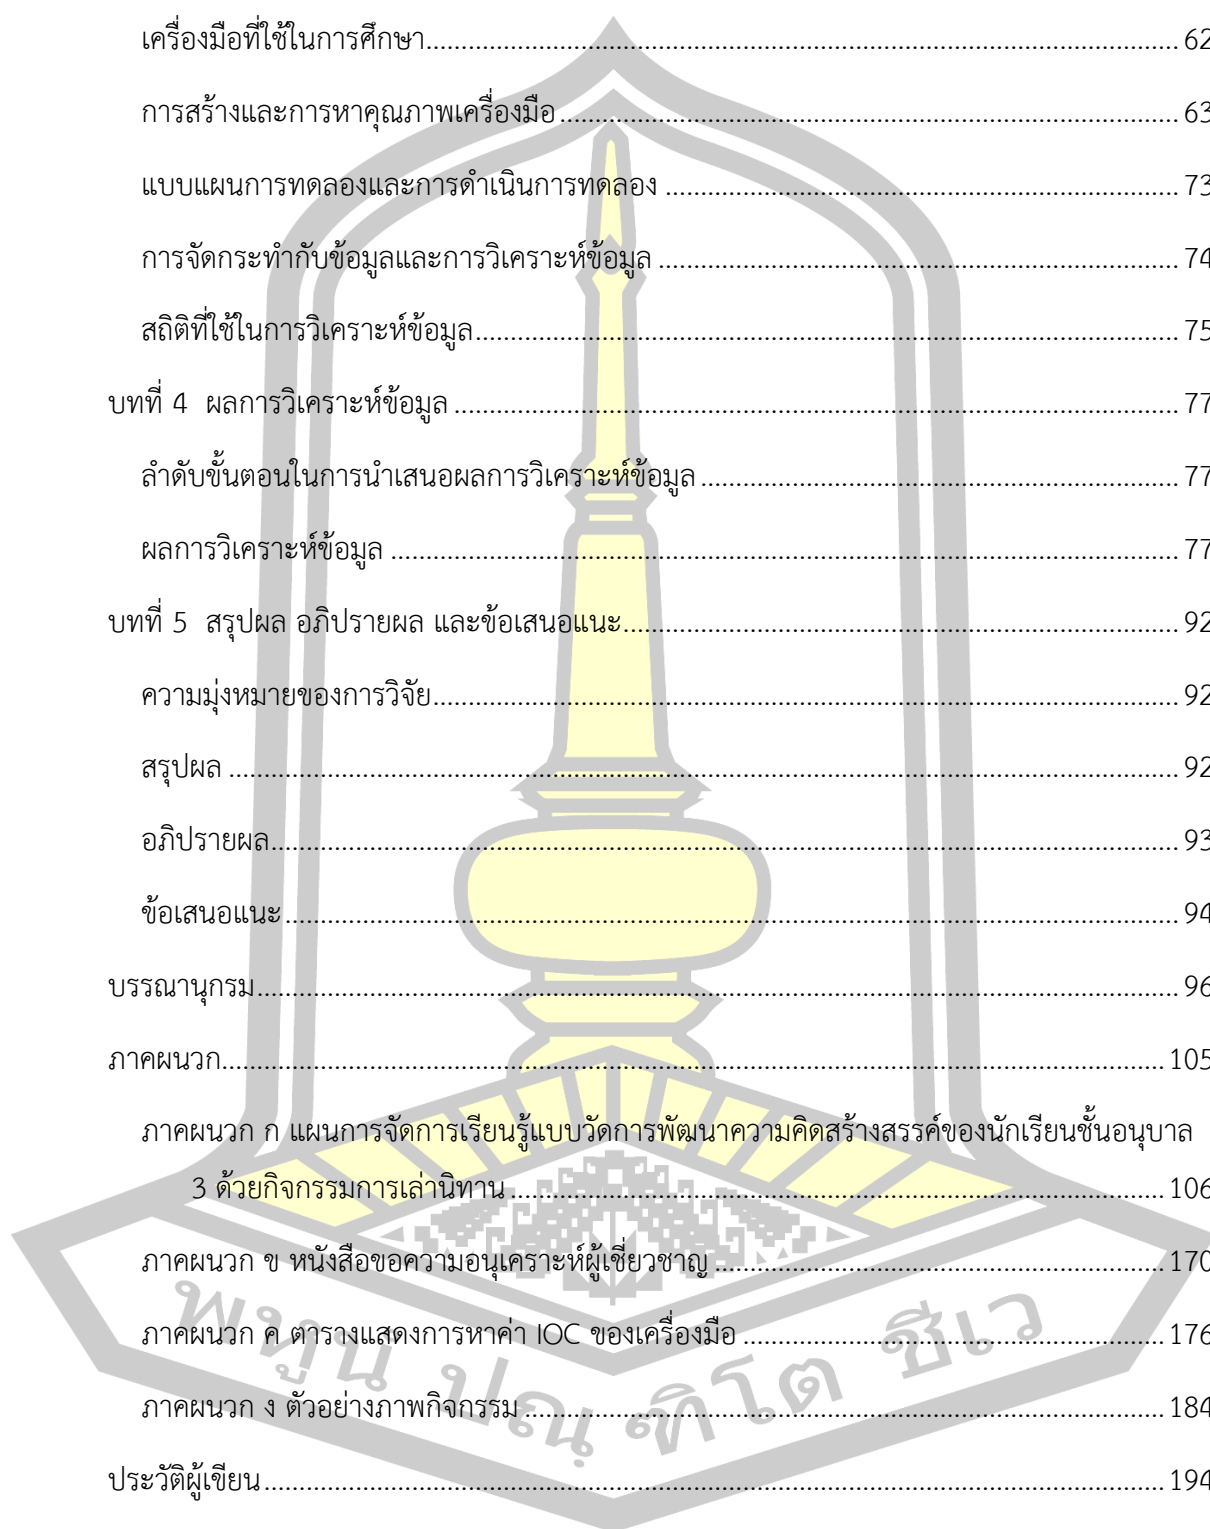 เครื่องมือที่ใช้ในการศึกษา.......... 62
การสร้างและการหาคุณภาพเครื่องมือ.......... 63
แบบแผนการทดลองและการดำเนินการทดลอง.......... 73
การจัดกระทำกับข้อมูลและการวิเคราะห์ข้อมูล.......... 74
สถิติที่ใช้ในการวิเคราะห์ข้อมูล.......... 75
บทที่ 4 ผลการวิเคราะห์ข้อมูล.......... 77
ลำดับขั้นตอนในการนำเสนอผลการวิเคราะห์ข้อมูล.......... 77
ผลการวิเคราะห์ข้อมูล.......... 77
บทที่ 5 สรุปผล อภิปรายผล และข้อเสนอแนะ.......... 92
ความมุ่งหมายของการวิจัย.......... 92
สรุปผล.......... 92
อภิปรายผล.......... 93
ข้อเสนอแนะ.......... 94
บรรณานุกรม.......... 96
ภาคผนวก.......... 105
ภาคผนวก ก แผนการจัดการเรียนรู้แบบวัดการพัฒนาความคิดสร้างสรรค์ของนักเรียนชั้นอนุบาล
3 ด้วยกิจกรรมการเล่านิทาน.......... 106
ภาคผนวก ข หนังสือขอความอนุเคราะห์ผู้เชี่ยวชาญ.......... 170
ภาคผนวก ค ตารางแสดงการหาค่า IOC ของเครื่องมือ.......... 176
ภาคผนวก ง ตัวอย่างภาพกิจกรรม.......... 184
ประวัติผู้เขียน.......... 194
พหูน ปณฺฑิโต ชีเว